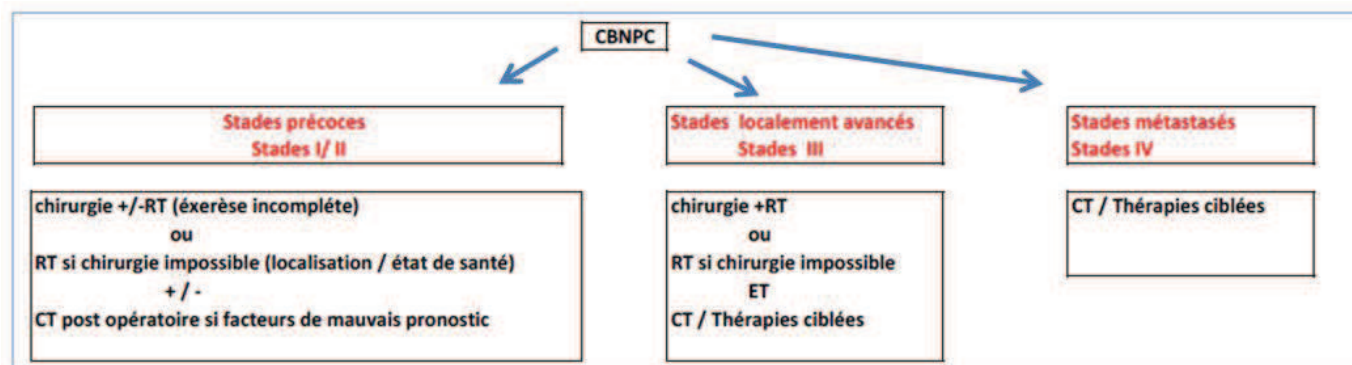 CBNPC
Stades précoces
Stades I/ II
chirurgie +/-RT (éxerèse incompléte)
ou
RT si chirurgie impossible (localisation / état de santé)
+ / -
CT post opératoire si facteurs de mauvais pronostic
Stades localement avancés
Stades III
chirurgie +RT
ou
RT si chirurgie impossible
ET
CT / Thérapies ciblées
Stades métastasés
Stades IV
CT / Thérapies ciblées